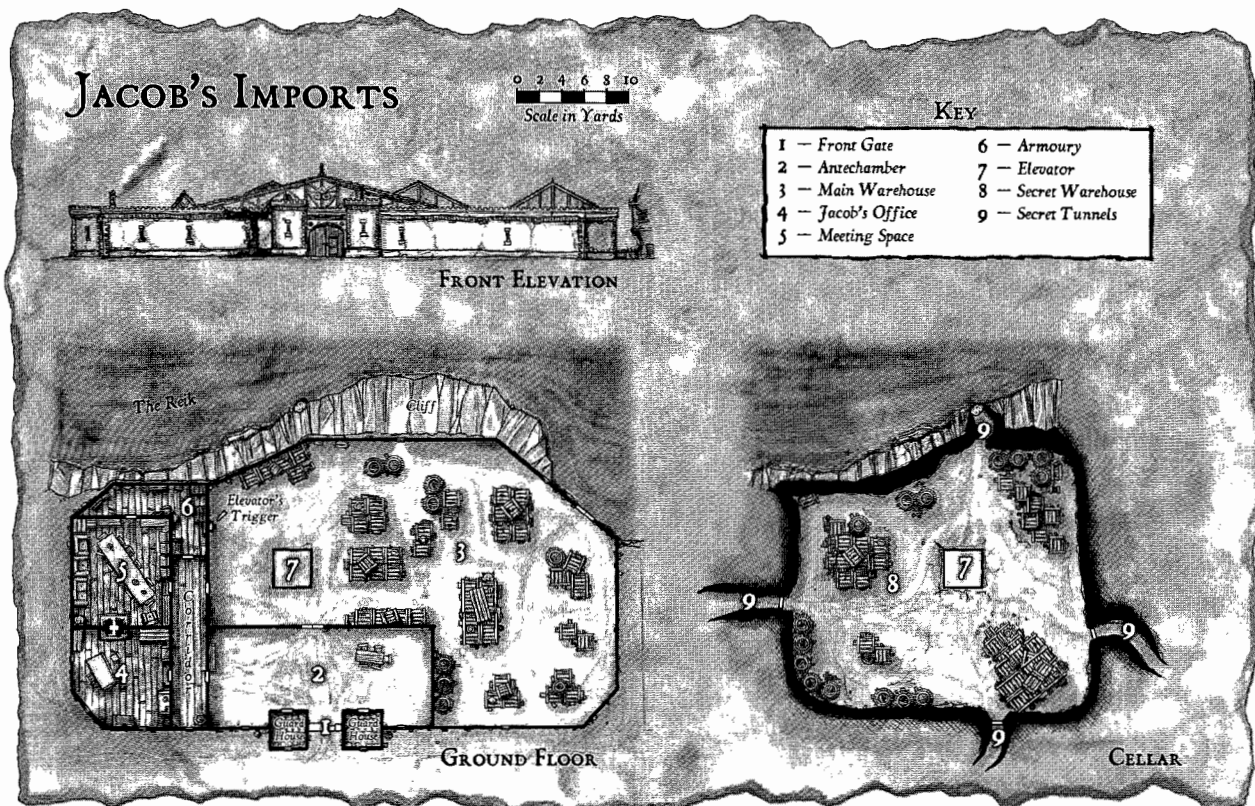 JACOB'S IMPORTS
0 2 4 6 8 10
Scale in Yards
KEY
1 – Front Gate
2 – Antechamber
3 – Main Warehouse
4 – Jacob's Office
5 – Meeting Space
6 – Armoury
7 – Elevator
8 – Secret Warehouse
9 – Secret Tunnels
FRONT ELEVATION
The Reik
Cliff
6
Elevator's
Trigger
5
7
3
Corridor
4
2
Guard
House
1
Guard
House
GROUND FLOOR
9
7
8
9
9
9
CELLAR